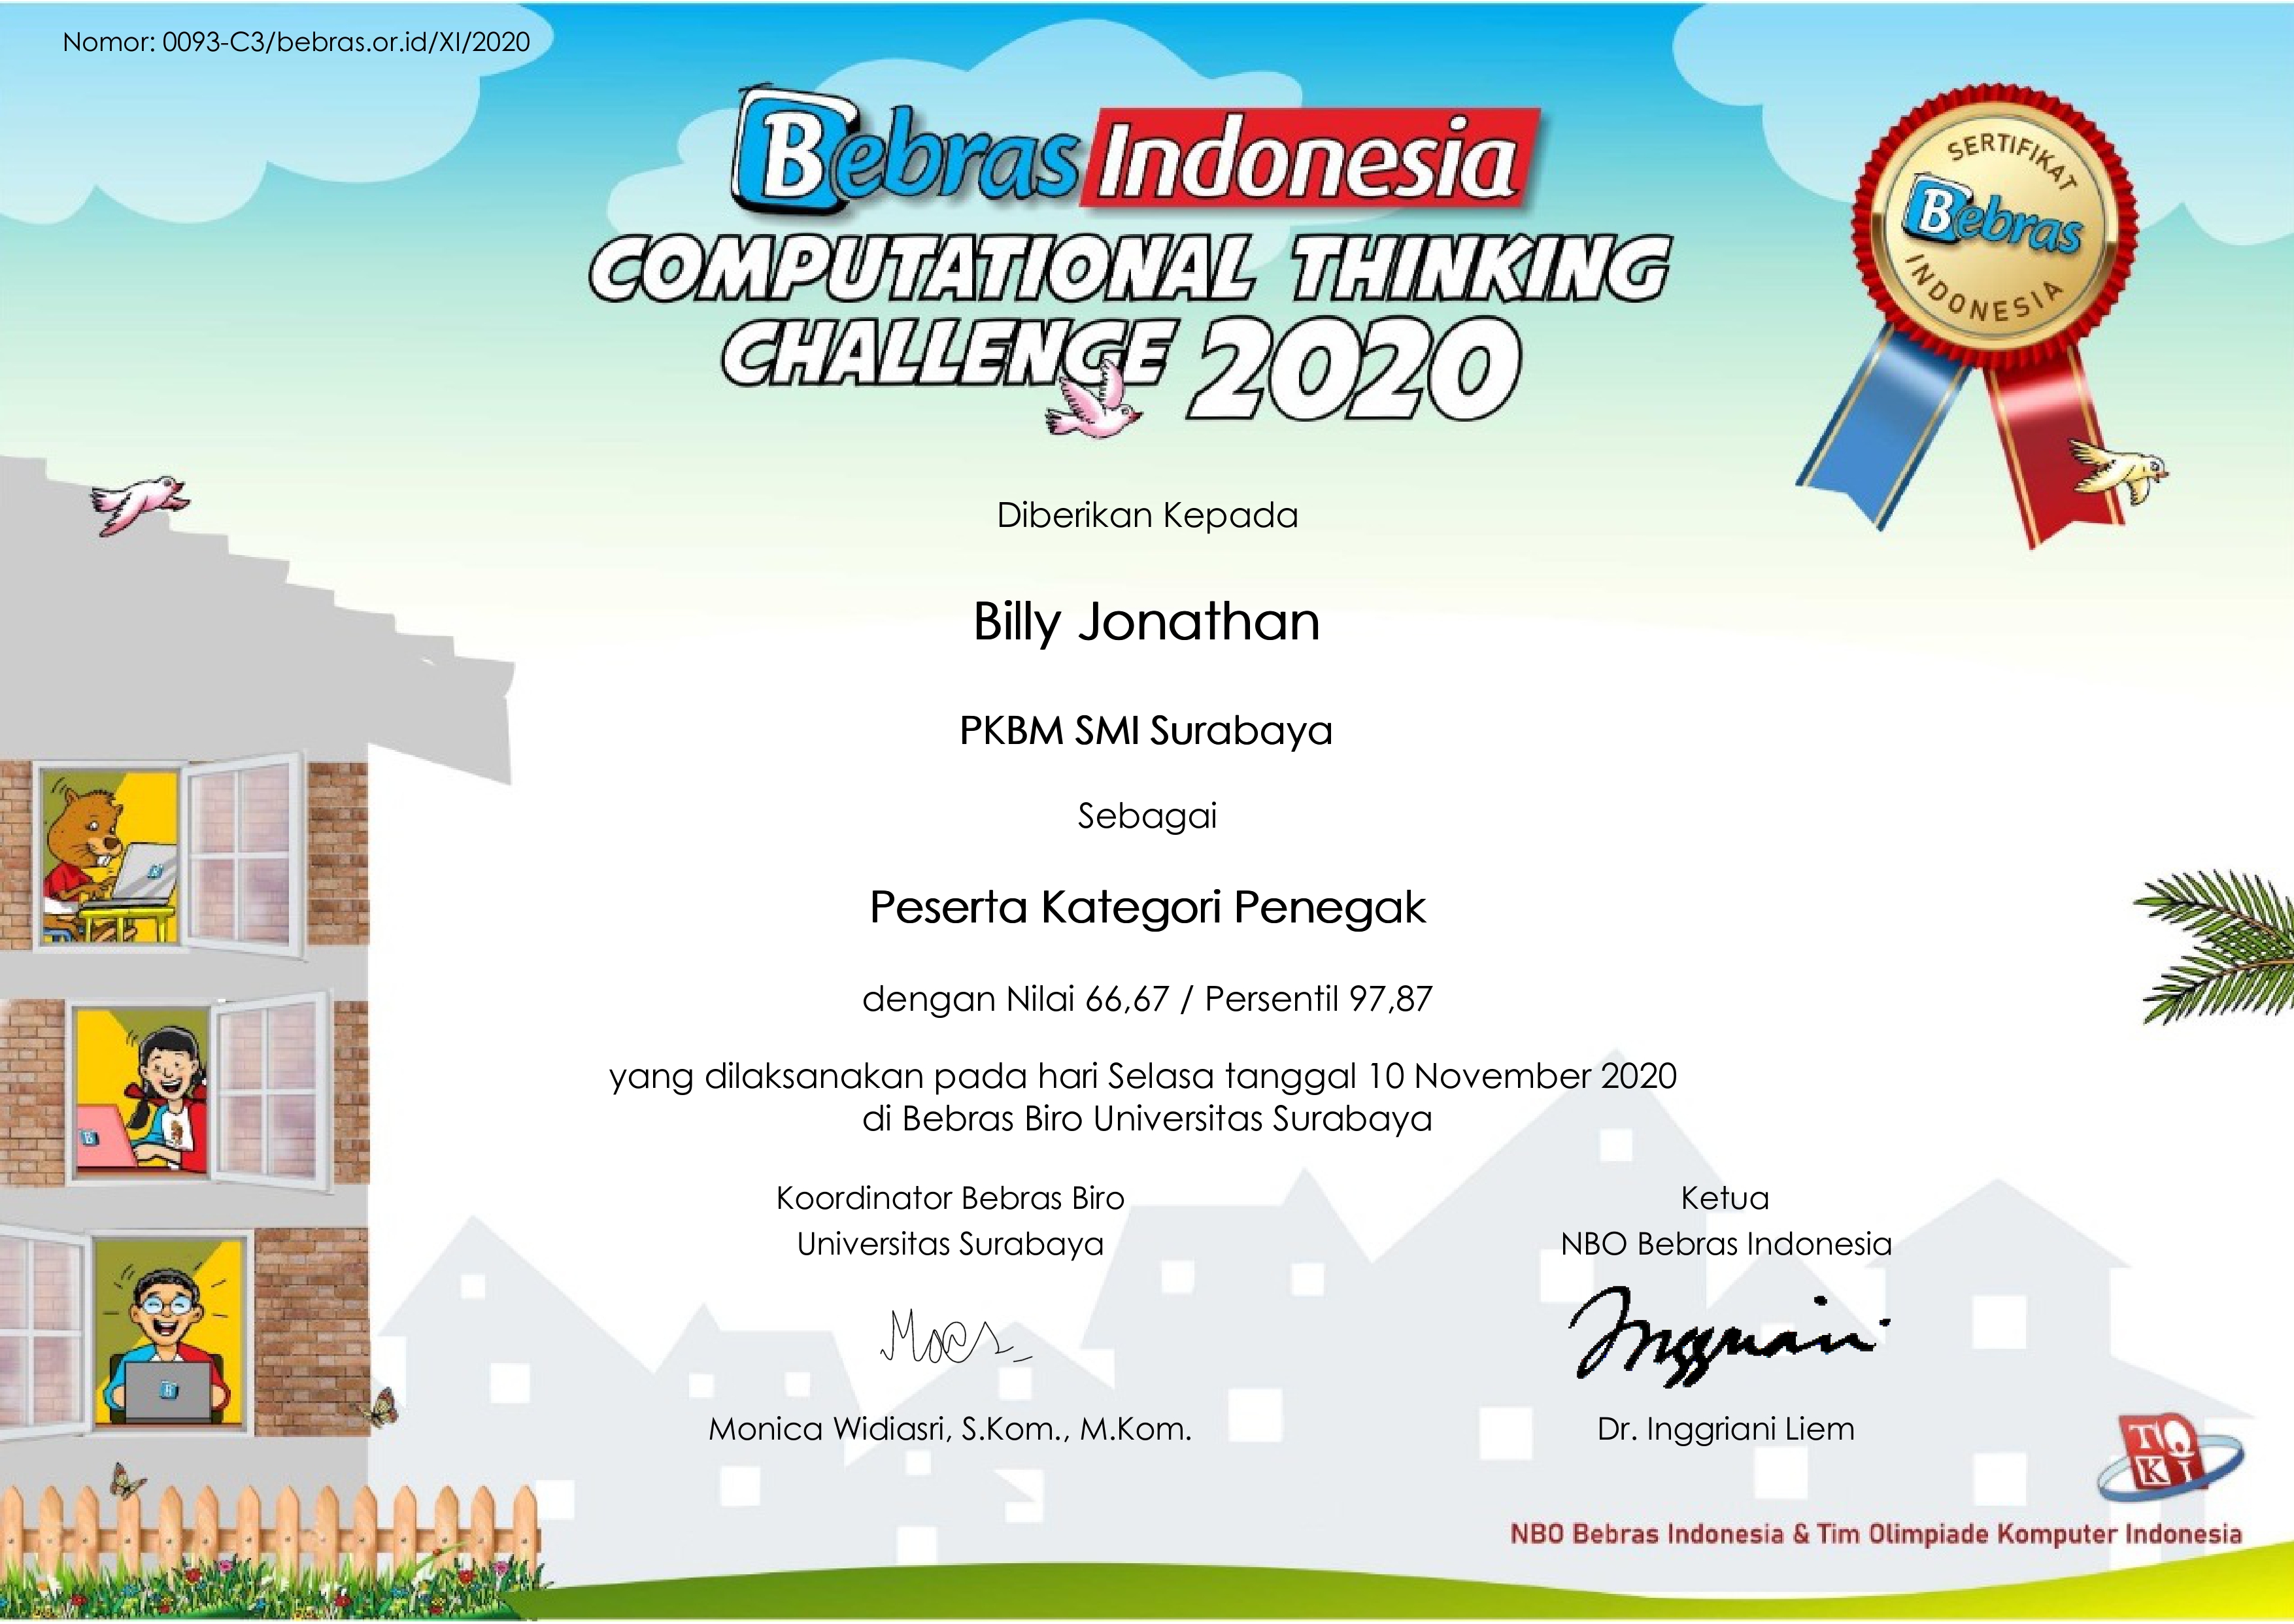 Nomor: 0093-C3/bebras.or.id/XI/2020
Bebras Indonesia
COMPUTATIONAL THINKING
CHALLENGE 2020
SERTIFIKAT
Bebras
INDONESIA
Diberikan Kepada
Billy Jonathan
PKBM SMI Surabaya
Sebagai
Peserta Kategori Penegak
dengan Nilai 66,67 / Persentil 97,87
yang dilaksanakan pada hari Selasa tanggal 10 November 2020
di Bebras Biro Universitas Surabaya
Koordinator Bebras Biro
Universitas Surabaya
Monica Widiasri, S.Kom., M.Kom.
Ketua
NBO Bebras Indonesia
Dr. Inggriani Liem
TOKI
NBO Bebras Indonesia & Tim Olimpiade Komputer Indonesia